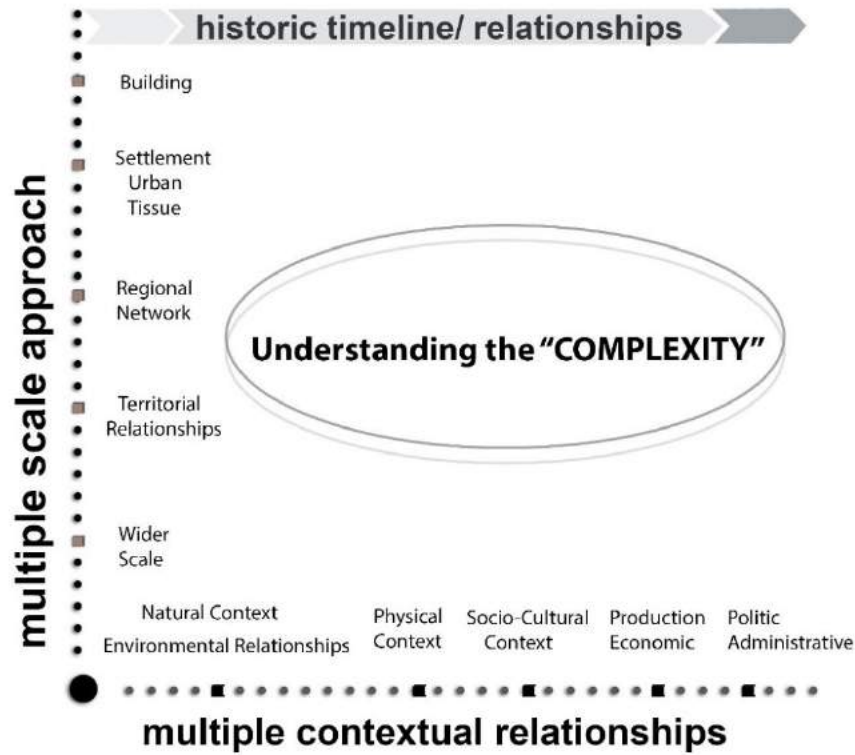 historic timeline/ relationships
multiple scale approach
Building
Settlement
Urban
Tissue
Regional
Network
Understanding the “COMPLEXITY”
Territorial
Relationships
Wider
Scale
Natural Context
Environmental Relationships
Physical
Context
Socio-Cultural
Context
Production
Economic
Politic
Administrative
multiple contextual relationships